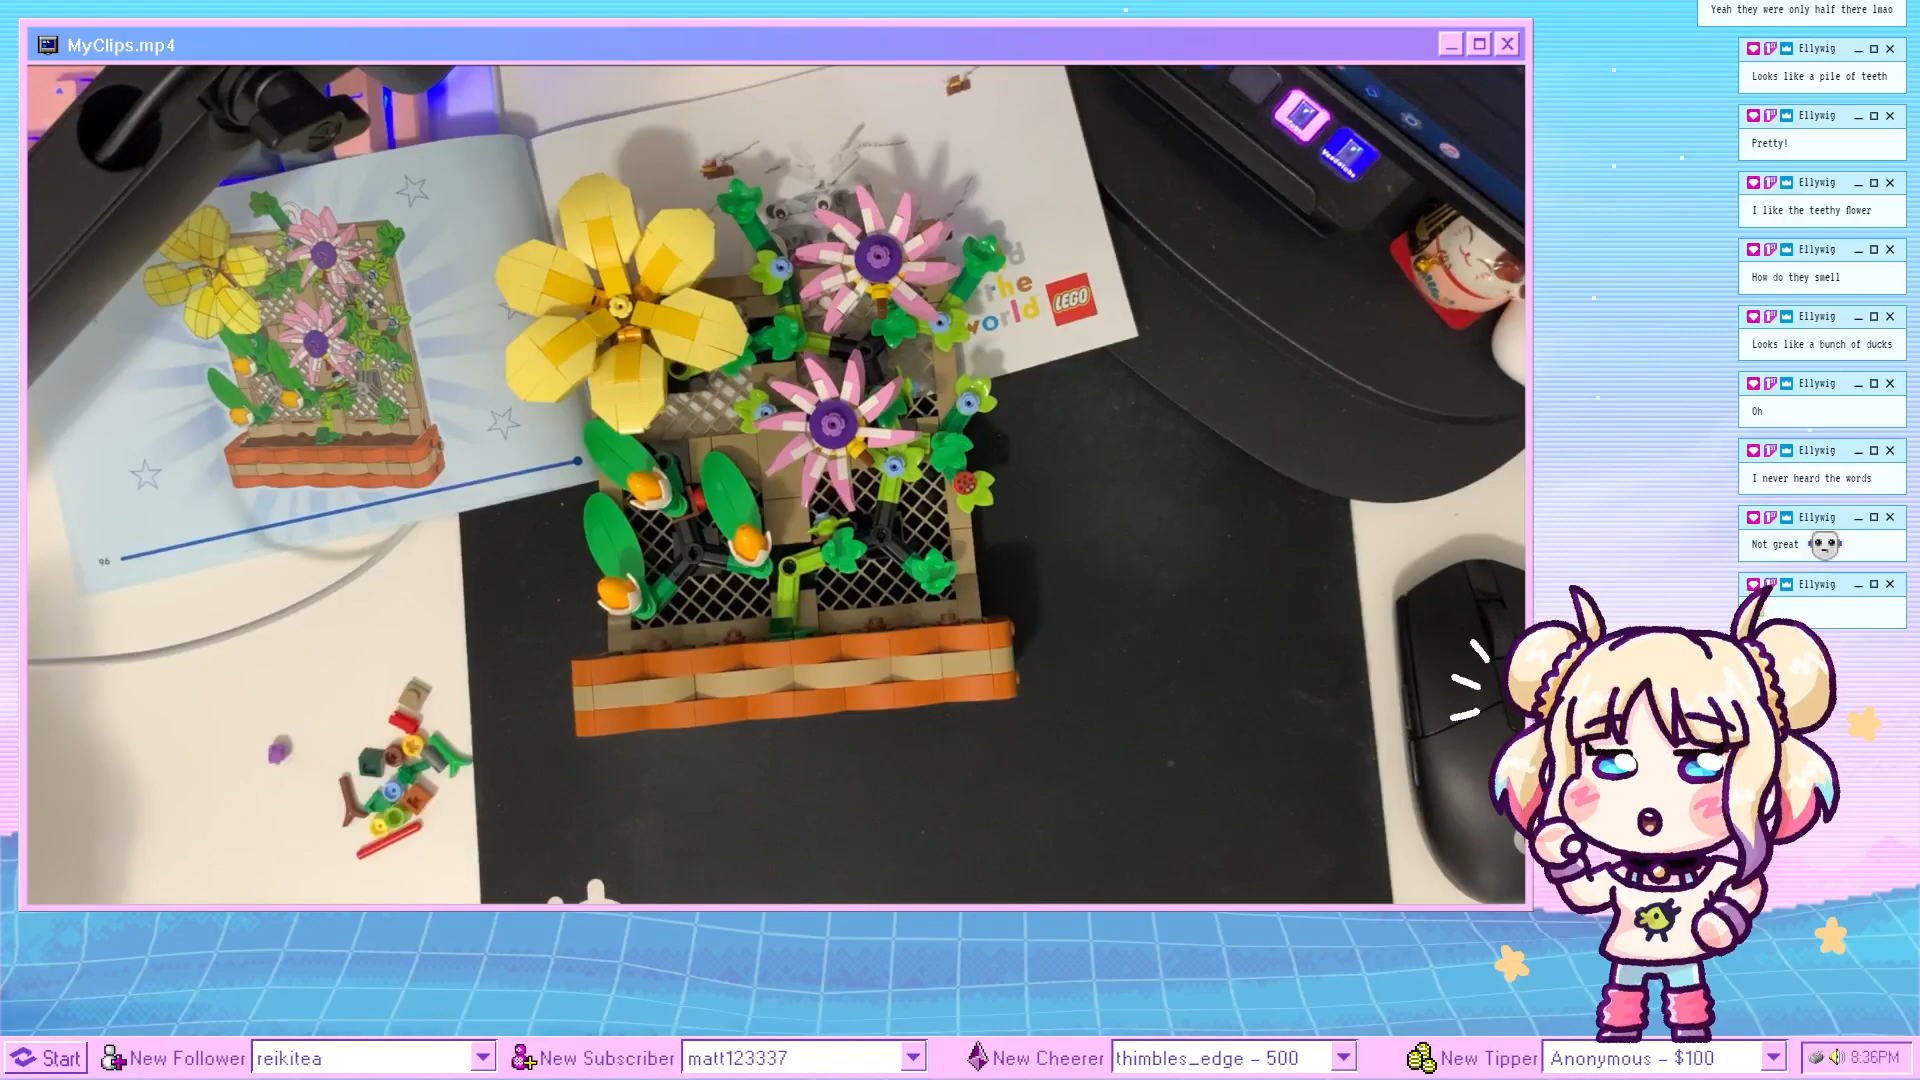 Yeah they were only half there lmao
MyClips.mp4
Ellywig
Looks like a pile of teeth
Ellywig
Pretty!
Ellywig
I like the teethy flower
Ellywig
How do they smell
Ellywig
Looks like a bunch of ducks
Ellywig
Oh
Ellywig
I never heard the words
Ellywig
Not great
Ellywig
the
world
LEGO
96
Start
New Follower
reikitea
New Subscriber
matt123337
New Cheerer
thimbles_edge - 500
New Tipper
Anonymous - $100
8:36PM